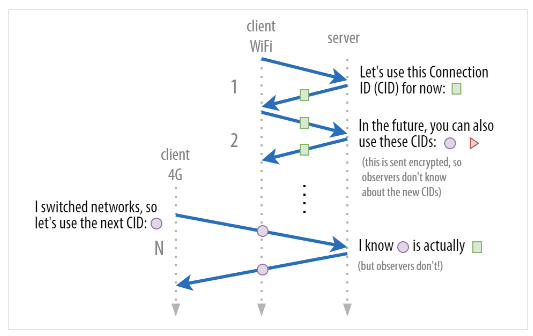 client
WiFi
server
1
Let's use this Connection
ID (CID) for now:
2
In the future, you can also
use these CIDs:
(this is sent encrypted, so
observers don't know
about the new CIDs)
client
4G
I switched networks, so
let's use the next CID:
N
I know is actually
(but observers don't!)